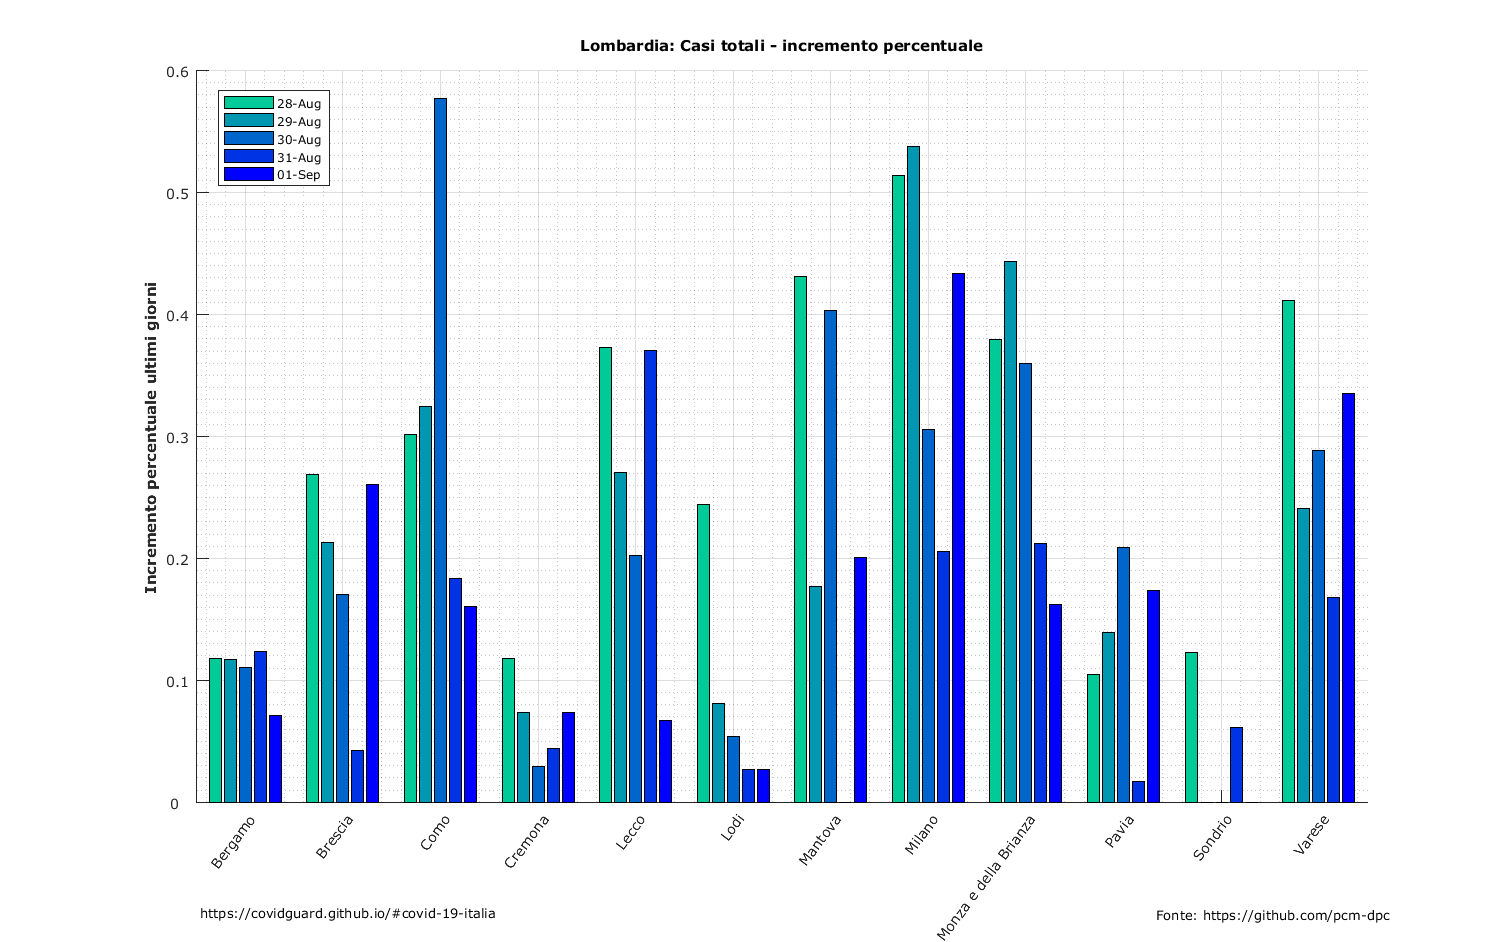 Lombardia: Casi totali - incremento percentuale
0.6
0.5
0.4
0.3
0.2
0.1
0
Incremento percentuale ultimi giorni
28-Aug
29-Aug
30-Aug
31-Aug
01-Sep
Bergamo
Brescia
Como
Cremona
Lecco
Lodi
Mantova
Milano
Monza e della Brianza
Pavia
Sondrio
Varese
https://covidguard.github.io/#covid-19-italia
Fonte: https://github.com/pcm-dpc